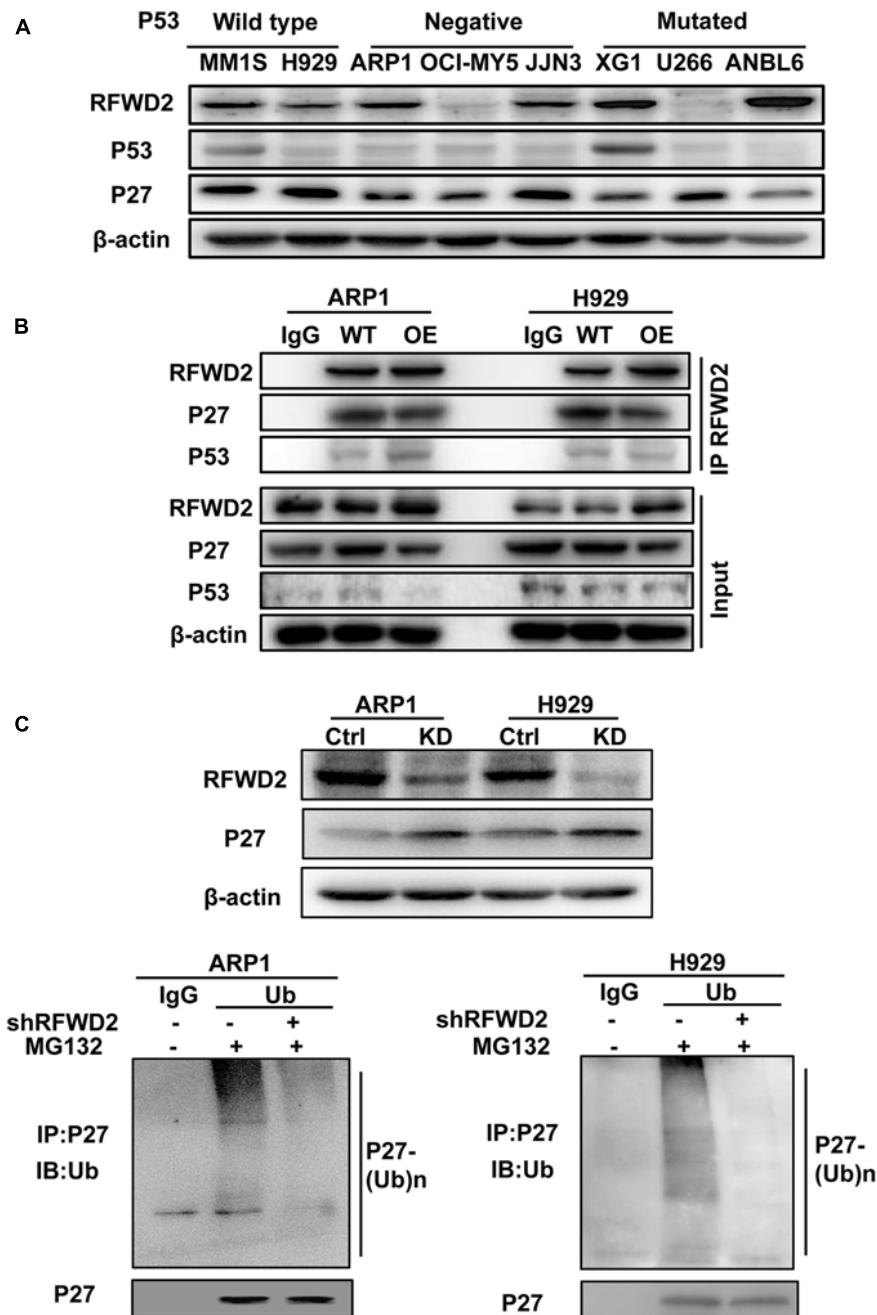 A
P53 Wild type Negative Mutated
MM1S H929 ARP1 OCI-MY5 JJN3 XG1 U266 ANBL6
RFWD2
P53
P27
β-actin
B
ARP1 H929
IgG WT OE IgG WT OE
RFWD2
P27
P53
IP RFWD2
RFWD2
P27
P53
β-actin
Input
C
ARP1 H929
Ctrl KD Ctrl KD
RFWD2
P27
β-actin
ARP1
IgG Ub
shRFWD2 - - +
MG132 - + +
IP:P27
IB:Ub
P27-
(Ub)n
P27
H929
IgG Ub
shRFWD2 - - +
MG132 - + +
IP:P27
IB:Ub
P27-
(Ub)n
P27